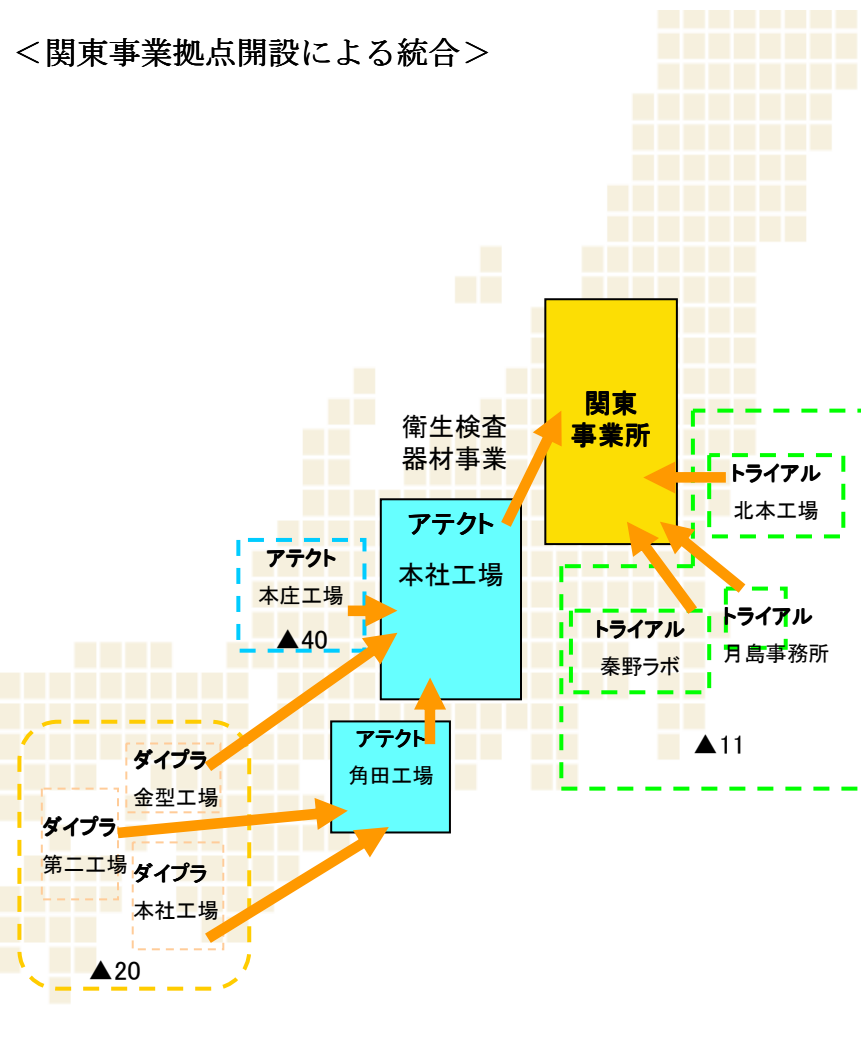 ＜関東事業拠点開設による統合＞
関東
事業所
衛生検査
器材事業
トライアル
北本工場
アテクト
本社工場
アテクト
本庄工場
▲40
トライアル
秦野ラボ
トライアル
月島事務所
▲11
アテクト
角田工場
ダイプラ
金型工場
ダイプラ
第二工場
ダイプラ
本社工場
▲20